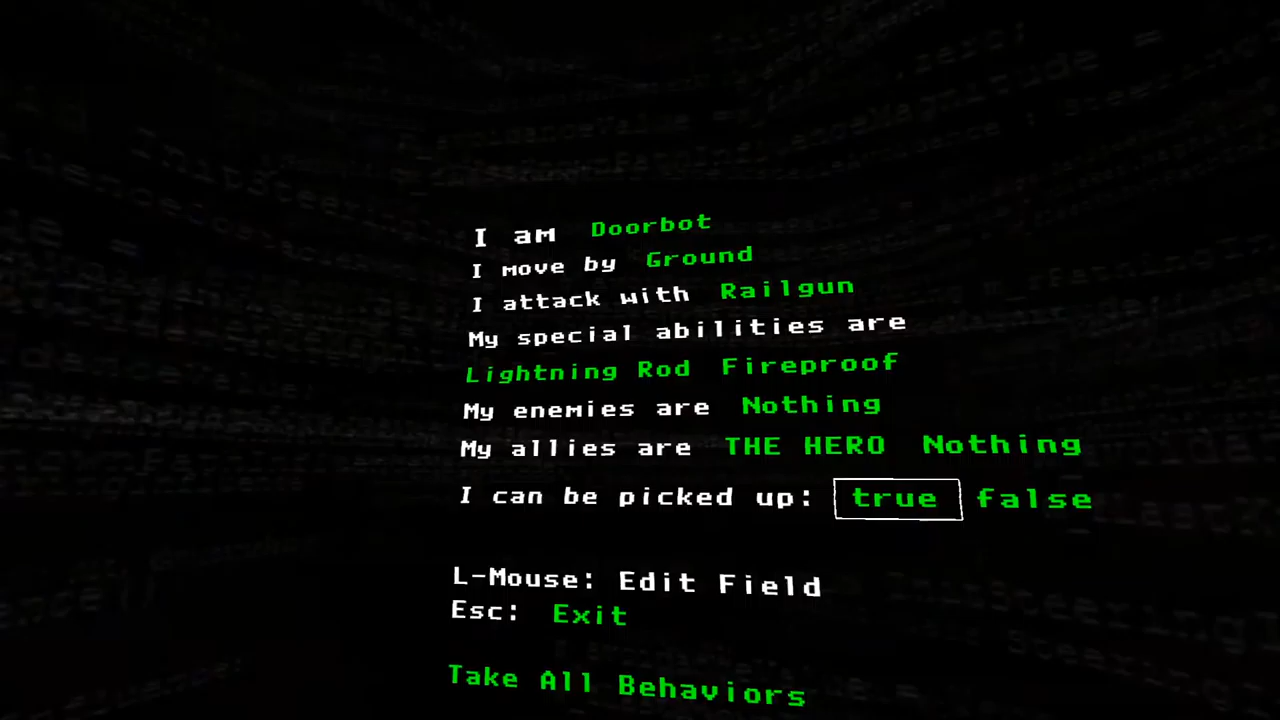 I am Doorbot
I move by Ground
I attack with Railgun
My special abilities are
Lightning Rod Fireproof
My enemies are Nothing
My allies are THE HERO Nothing
I can be picked up: true false
L-Mouse: Edit Field
Esc: Exit
Take All Behaviors